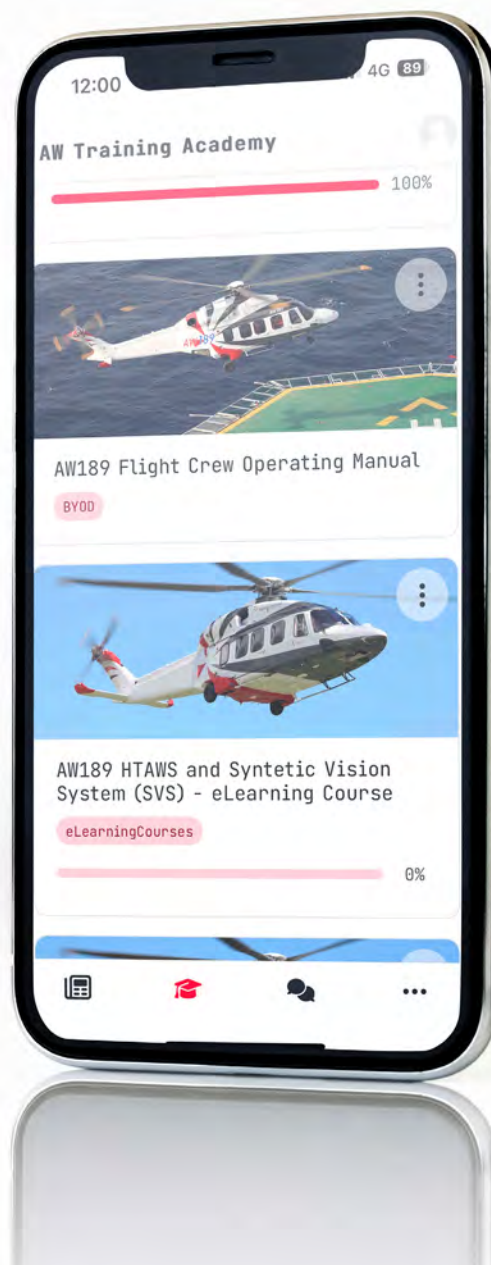 12:00
4G 89
AW Training Academy
100%
AW189
AW189 Flight Crew Operating Manual
BYOD
AW189 HTAWS and Syntetic Vision
System (SVS) - eLearning Course
eLearningCourses
0%